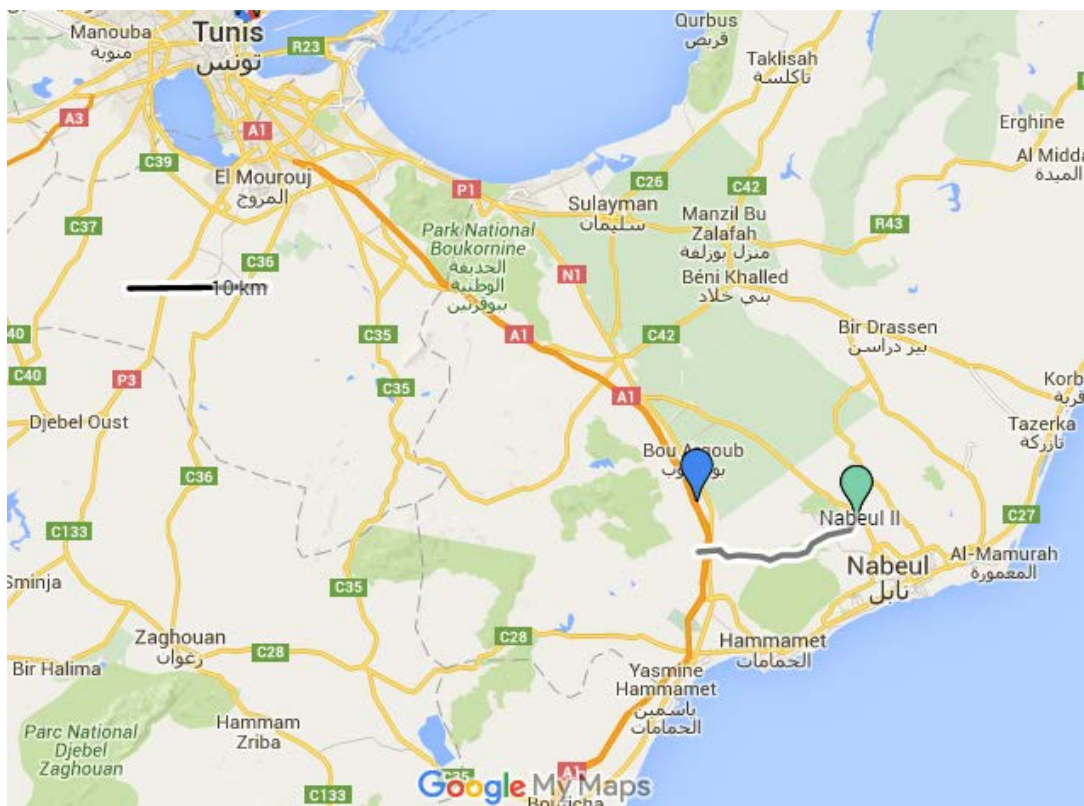 Manouba
منوبة
Tunis
تونس
R23
Qurbus
قربص
Taklisah
تاكلسة
A3
A1
Erghine
Al Midda
الميدة
C39
El Mourouj
المروج
P1
C26
C42
Sulayman
سليمان
Manzil Bu
Zalafah
منزل بوزلفة
R43
C37
C36
Park National
Boukornine
الحديقة
الوطنية
ببوقرنين
N1
Béni Khalled
بني خلاد
10 km
40
C35
A1
C42
Bir Drassen
بير دراسن
C40
P3
C35
A1
Korb
قربة
Djebel Oust
Tazerka
تازركة
C36
C133
Nabeul II
C27
Nabeul
نابل
Al-Mamurah
المعمورة
Sminja
C35
Zaghouan
زغوان
C28
C28
Hammamet
الحمامات
Bir Halima
Yasmine
Hammamet
ياسمين
الحمامات
Hammam
Zriba
Parc National
Djebel
Zaghouan
C35
A1
C133
Google My Maps